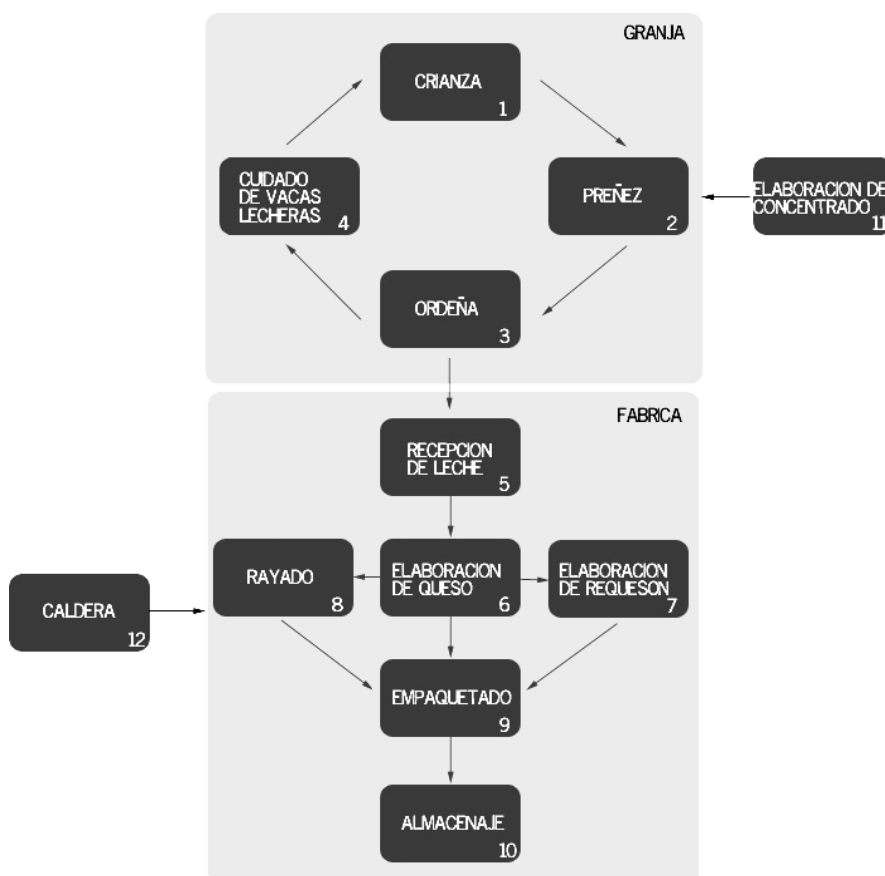 GRANJA
CRIANZA
1
CUIDADO
DE VACAS
LECHERAS
4
PREÑEZ
2
ELABORACION DE
CONCENTRADO
11
ORDEÑA
3
FABRICA
RECEPCION
DE LECHE
5
RAYADO
8
ELABORACION
DE QUESO
6
ELABORACION
DE REQUESON
7
CALDERA
12
EMPAQUETADO
9
ALMACENAJE
10